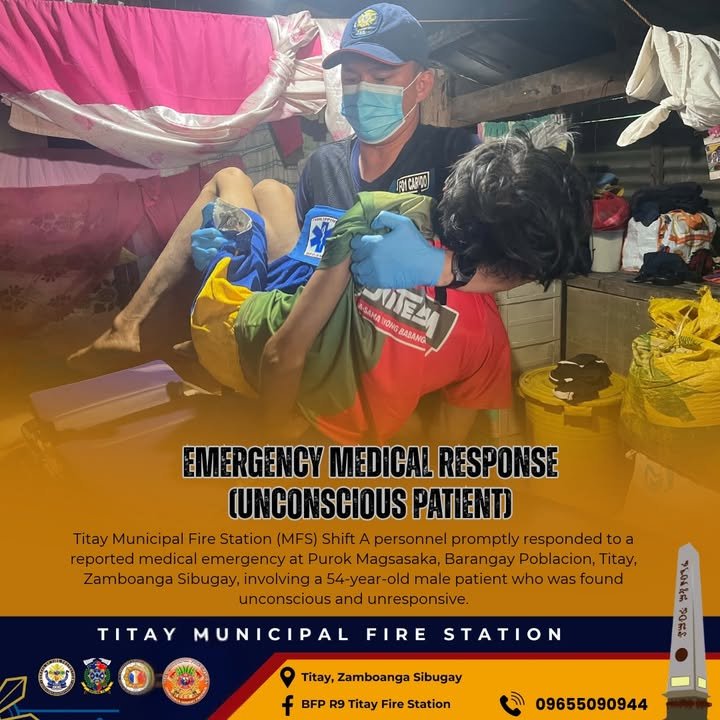 FO1 CARIDO
EMERGENCY MEDICAL RESPONSE
(UNCONSCIOUS PATIENT)
Titay Municipal Fire Station (MFS) Shift A personnel promptly responded to a
reported medical emergency at Purok Magsasaka, Barangay Poblacion, Titay,
Zamboanga Sibugay, involving a 54-year-old male patient who was found
unconscious and unresponsive.
TITAY MUNICIPAL FIRE STATION
Titay, Zamboanga Sibugay
BFP R9 Titay Fire Station
09655090944